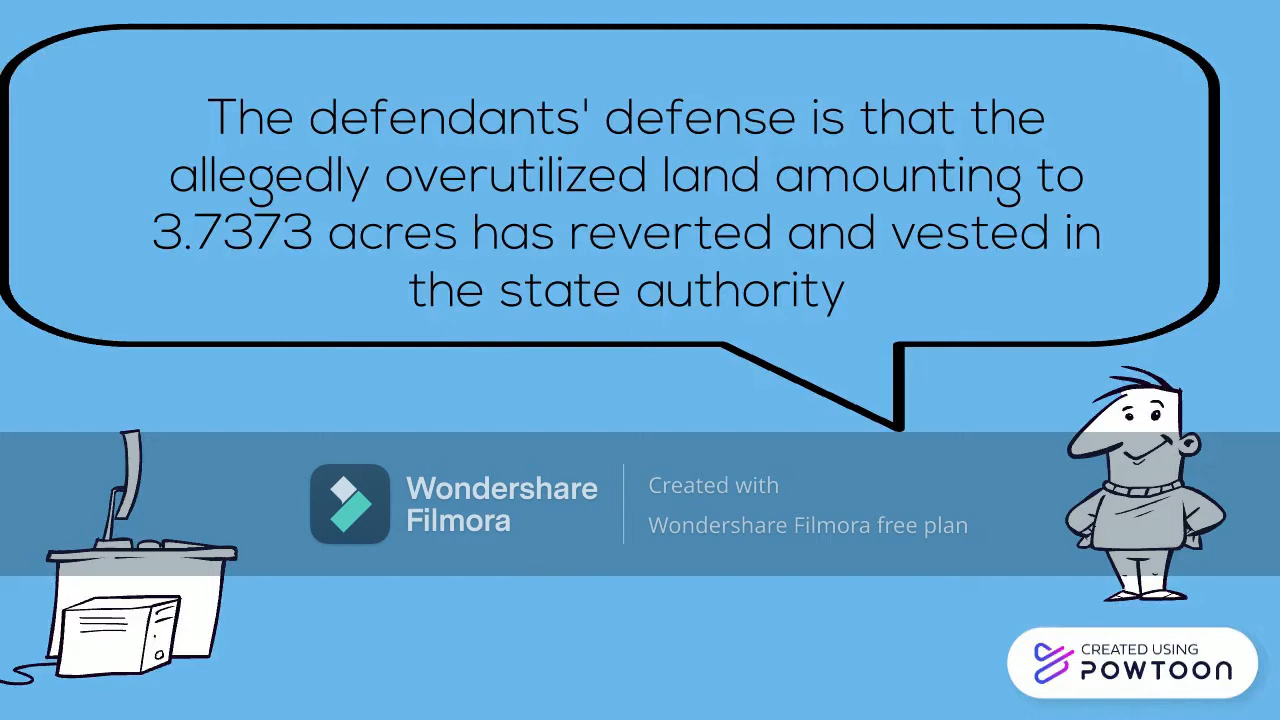 The defendants' defense is that the
allegedly overutilized land amounting to
3.7373 acres has reverted and vested in
the state authority
Wondershare
Filmora
Created with
Wondershare Filmora free plan
CREATED USING
POWTOON